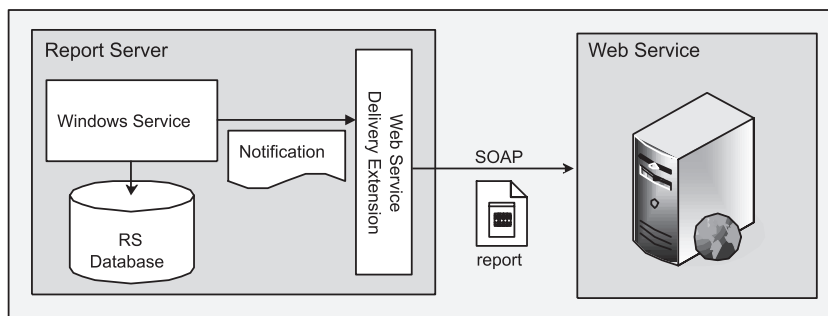 Report Server
Windows Service
Notification
RS
Database
Web Service
Delivery Extension
SOAP
report
Web Service